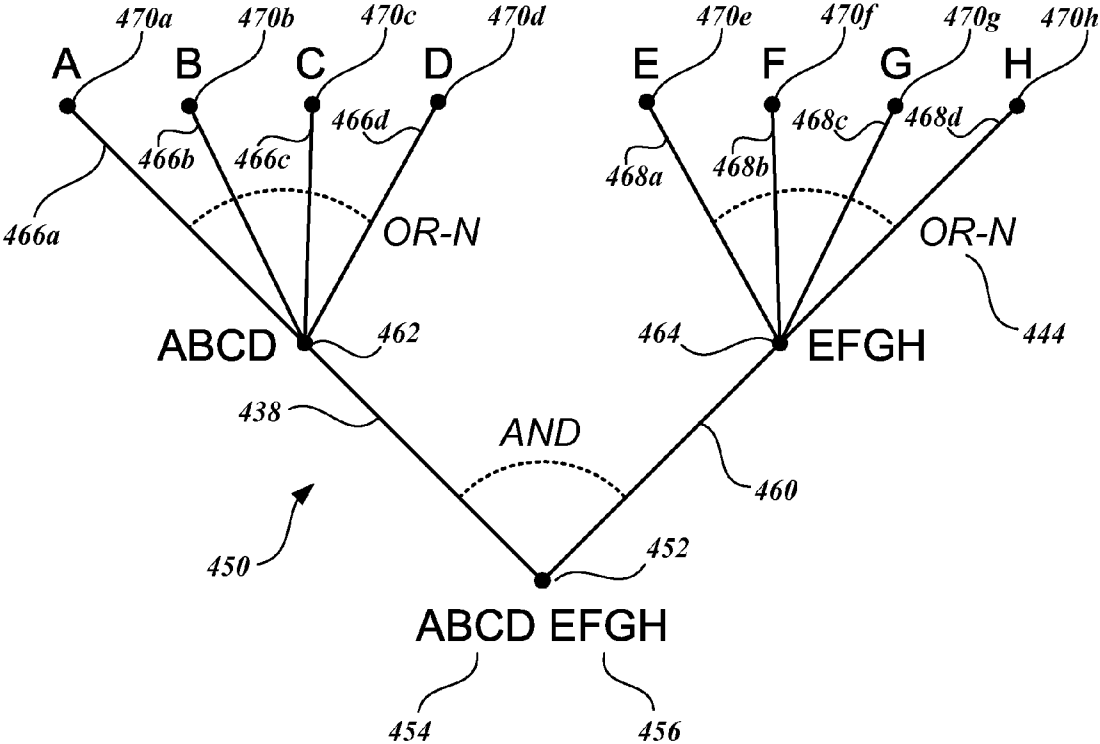 470a 470b 470c 470d 470e 470f 470g 470h
A B C D E F G H
466b 466c 466d 468a 468b 468c 468d
466a OR-N OR-N
ABCD 462 464 EFGH 444
438 AND 460
450 452
ABCD EFGH
454 456